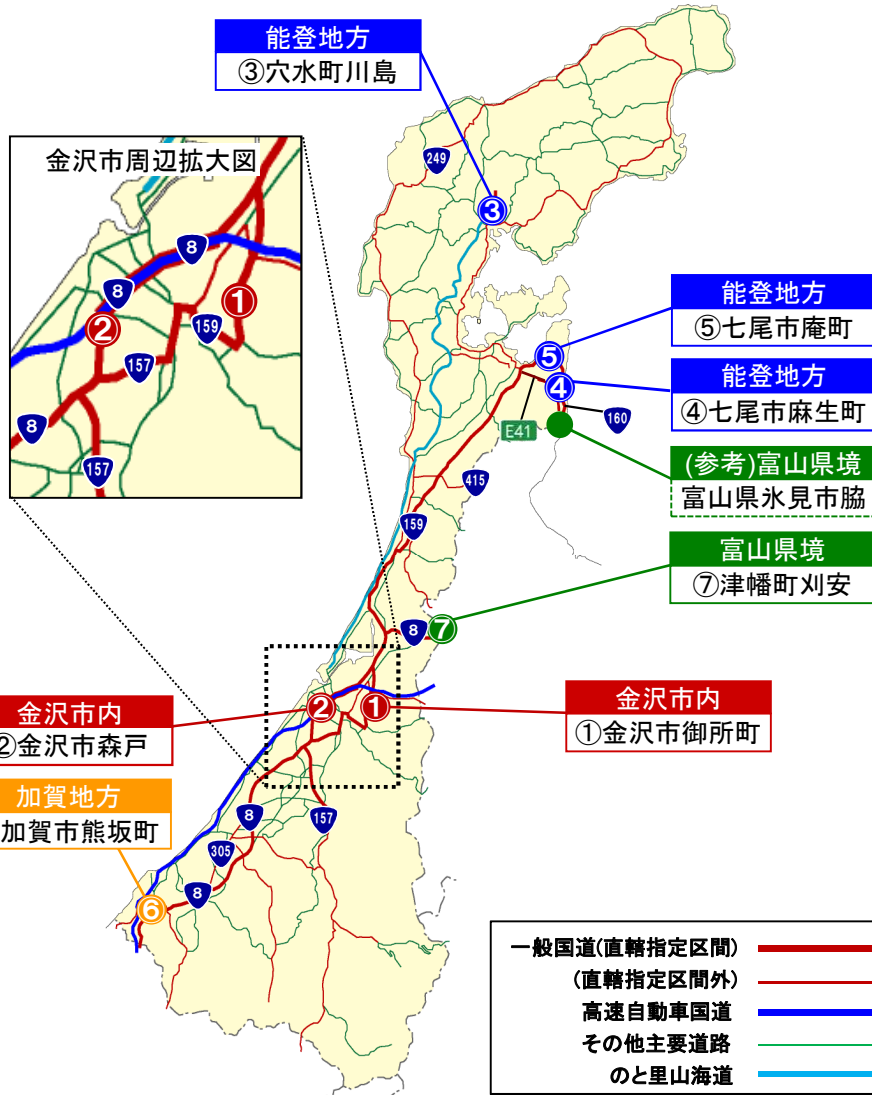 能登地方
③穴水町川島
金沢市周辺拡大図
8
8
1
2
159
157
8
157
249
3
能登地方
⑤七尾市庵町
5
能登地方
④七尾市麻生町
4
E41
160
(参考)富山県境
富山県氷見市脇
415
159
富山県境
⑦津幡町刈安
8
7
金沢市内
②金沢市森戸
2
1
金沢市内
①金沢市御所町
加賀地方
加賀市熊坂町
8
157
305
8
6
一般国道(直轄指定区間)
(直轄指定区間外)
高速自動車国道
その他主要道路
のと里山海道